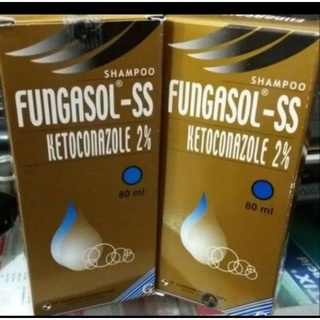 SHAMPOO
FUNGASOL®-SS
KETOCONAZOLE 2%
80 ml
SHAMPOO
FUNGASOL®-SS
KETOCONAZOLE 2%
80 ml